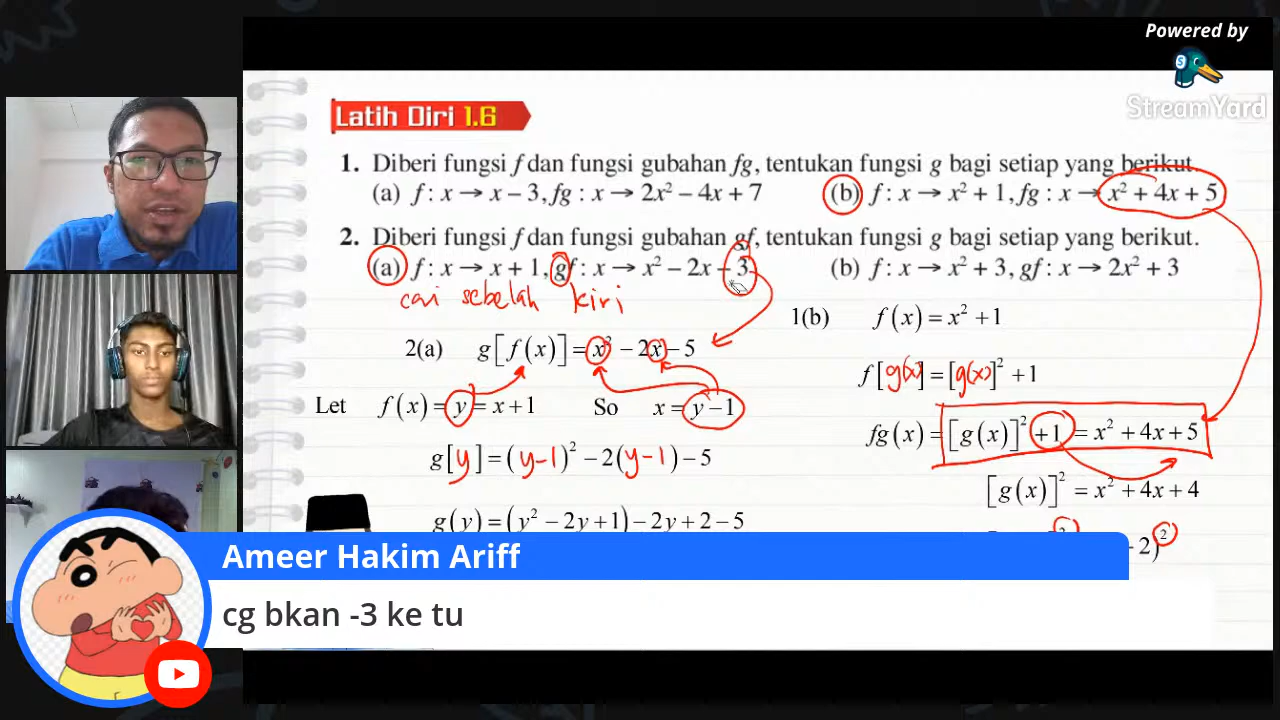 Powered by
StreamYard
Latih Diri 1.6
1. Diberi fungsi f dan fungsi gubahan fg, tentukan fungsi g bagi setiap yang berikut.
(a) f : x → x – 3, fg : x → 2x² – 4x + 7 (b) f : x → x² + 1, fg : x → x² + 4x + 5
2. Diberi fungsi f dan fungsi gubahan gf, tentukan fungsi g bagi setiap yang berikut.
(a) f : x → x + 1, gf : x → x² – 2x – 3 (b) f : x → x² + 3, gf : x → 2x² + 3
cari sebelah kiri
2(a) g[f(x)] = x² – 2x – 5
Let f(x) = y = x + 1 So x = y – 1
g[y] = (y–1)² – 2(y–1) – 5
g(y) = (y² – 2y + 1) – 2y + 2 – 5
1(b) f(x) = x² + 1
f[g(x)] = [g(x)]² + 1
fg(x) = [g(x)]² + 1 = x² + 4x + 5
[g(x)]² = x² + 4x + 4
2)²
Ameer Hakim Ariff
cg bkan -3 ke tu